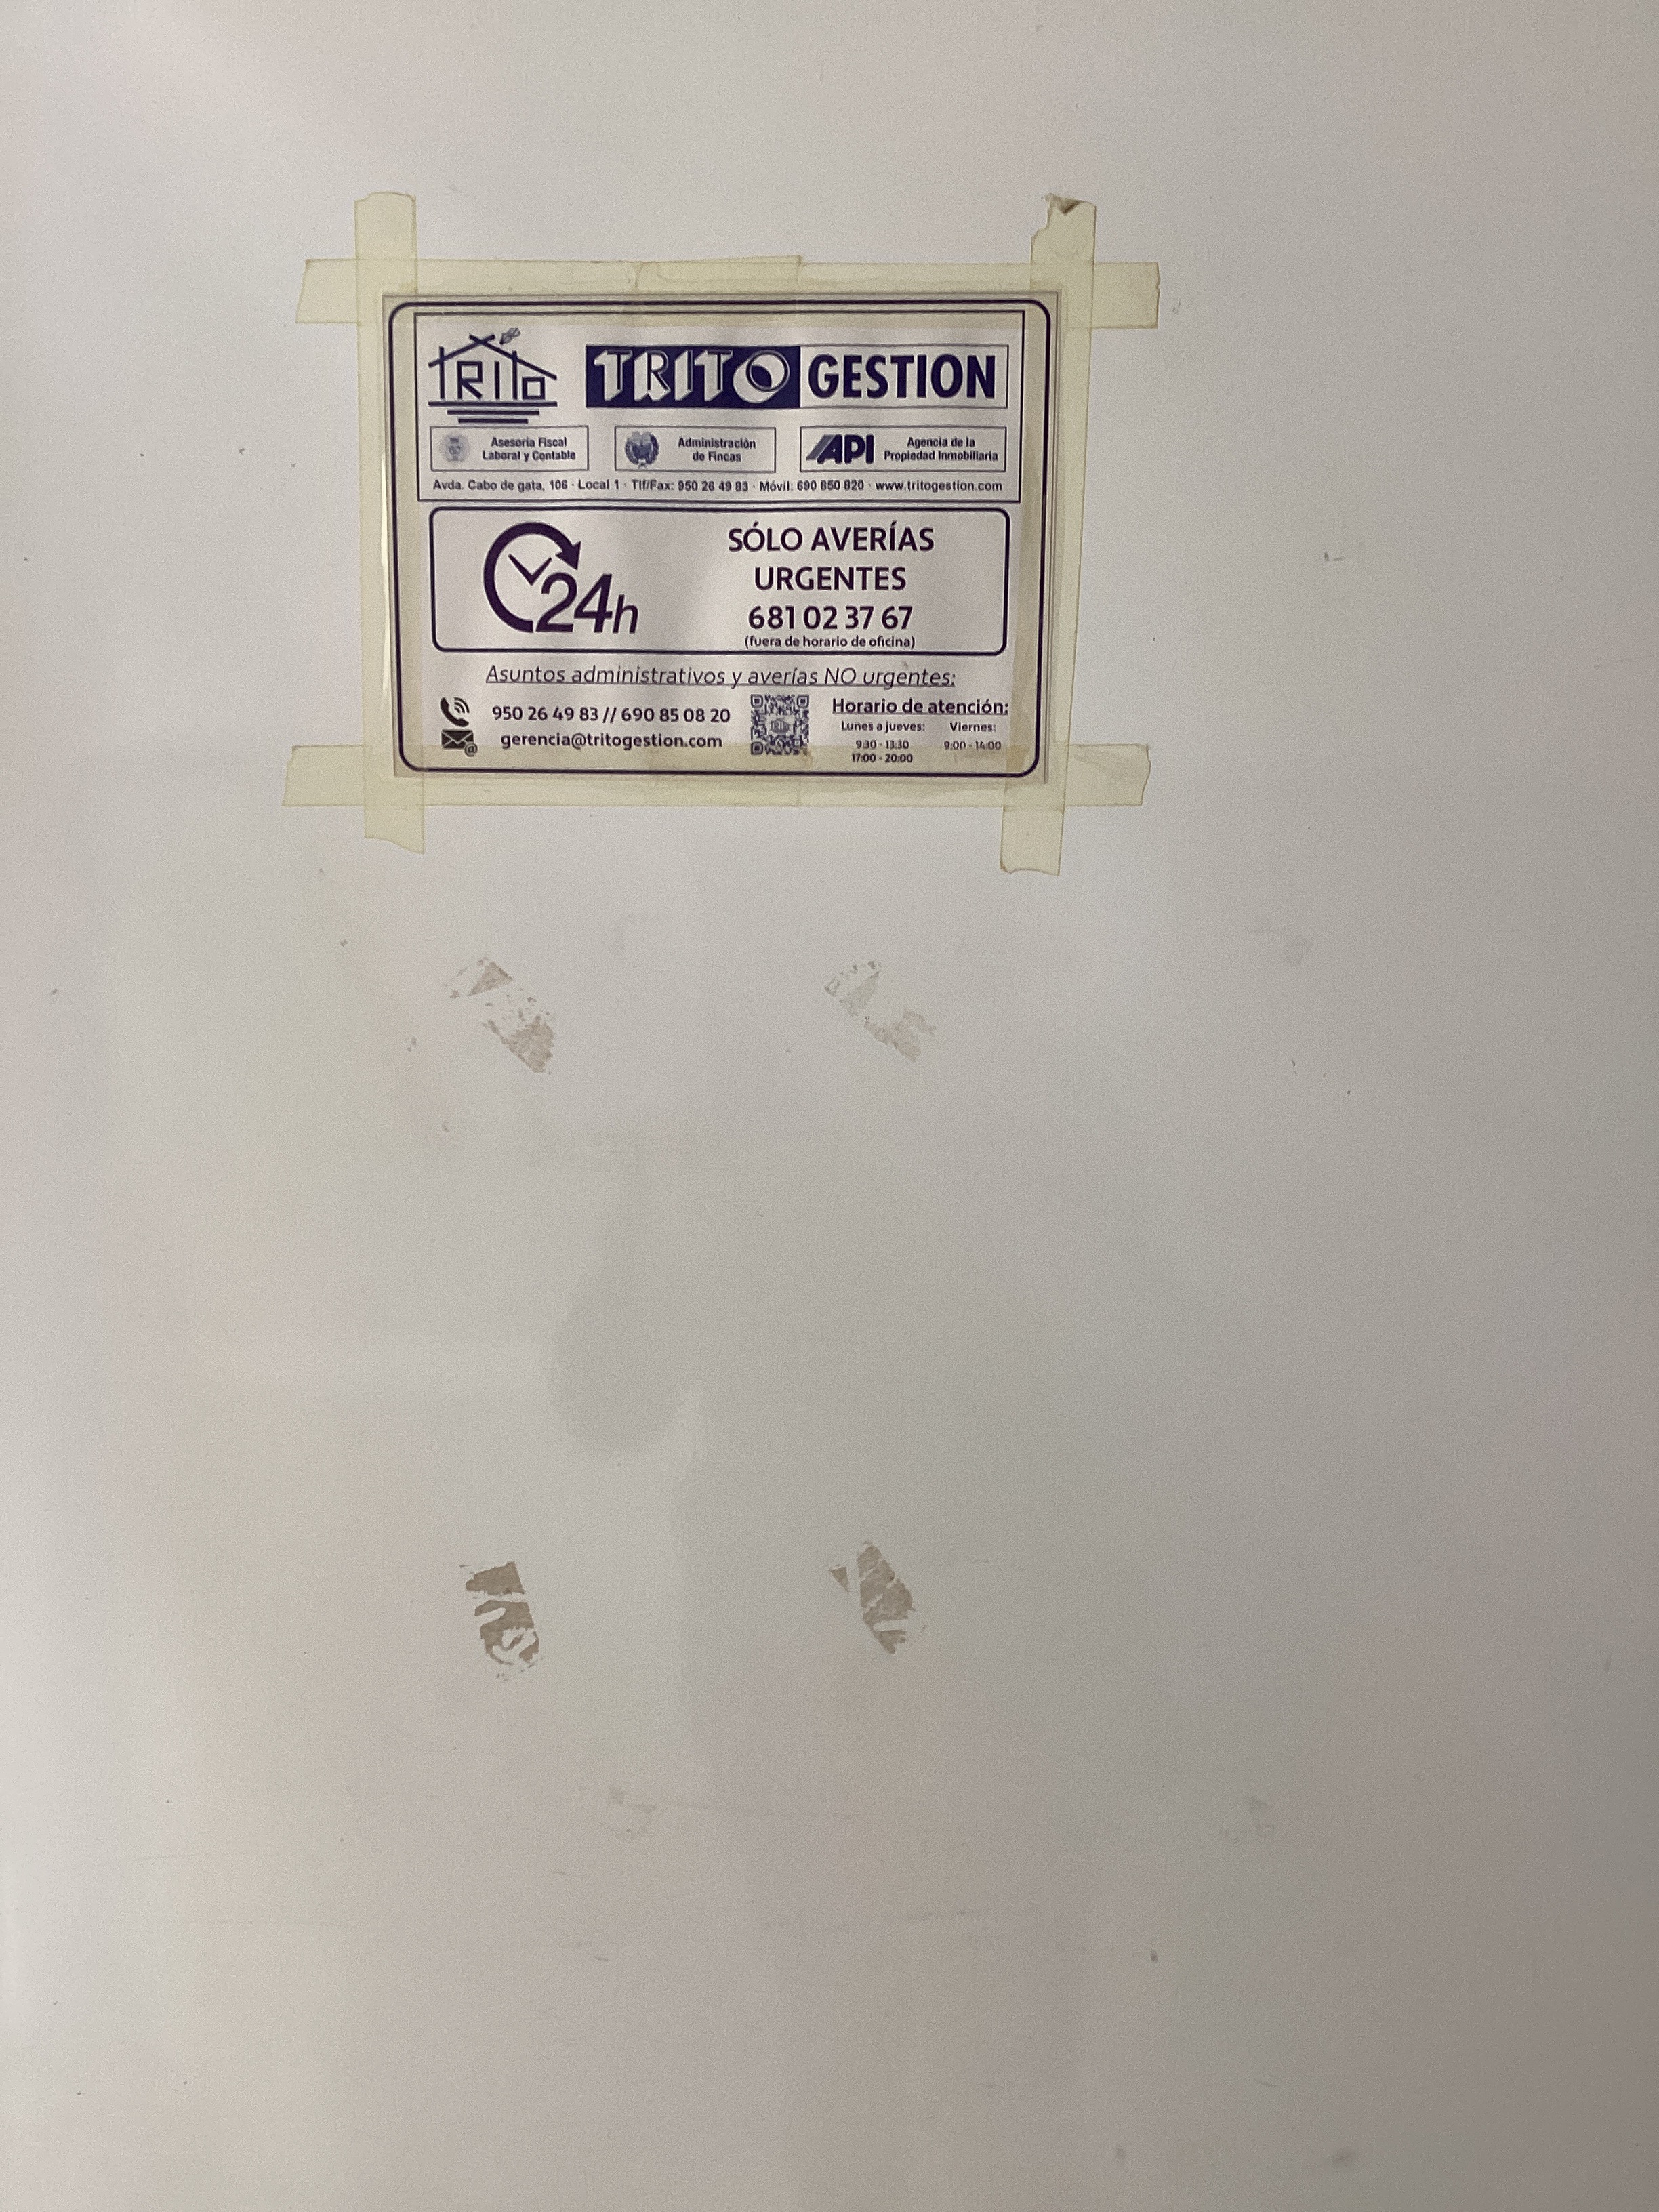 TRITO
TRITO GESTION
Asesoría Fiscal
Laboral y Contable
Administración
de Fincas
API
Agencia de la
Propiedad Inmobiliaria
Avda. Cabo de gata, 106 · Local 1 · Tlf/Fax: 950 26 49 83 · Móvil: 690 850 820 · www.tritogestion.com
24h
SÓLO AVERÍAS
URGENTES
681 02 37 67
(fuera de horario de oficina)
Asuntos administrativos y averías NO urgentes:
950 26 49 83 // 690 85 08 20
gerencia@tritogestion.com
Horario de atención:
Lunes a jueves:
9:30 - 13:30
17:00 - 20:00
Viernes:
9:00 - 14:00